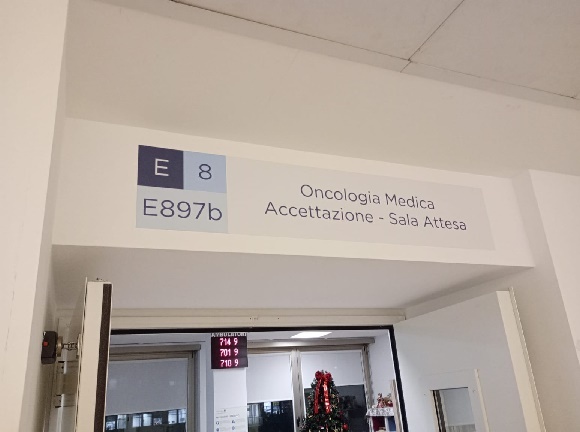 E 8
E897b
Oncologia Medica
Accettazione - Sala Attesa
714 9
701 9
710 9